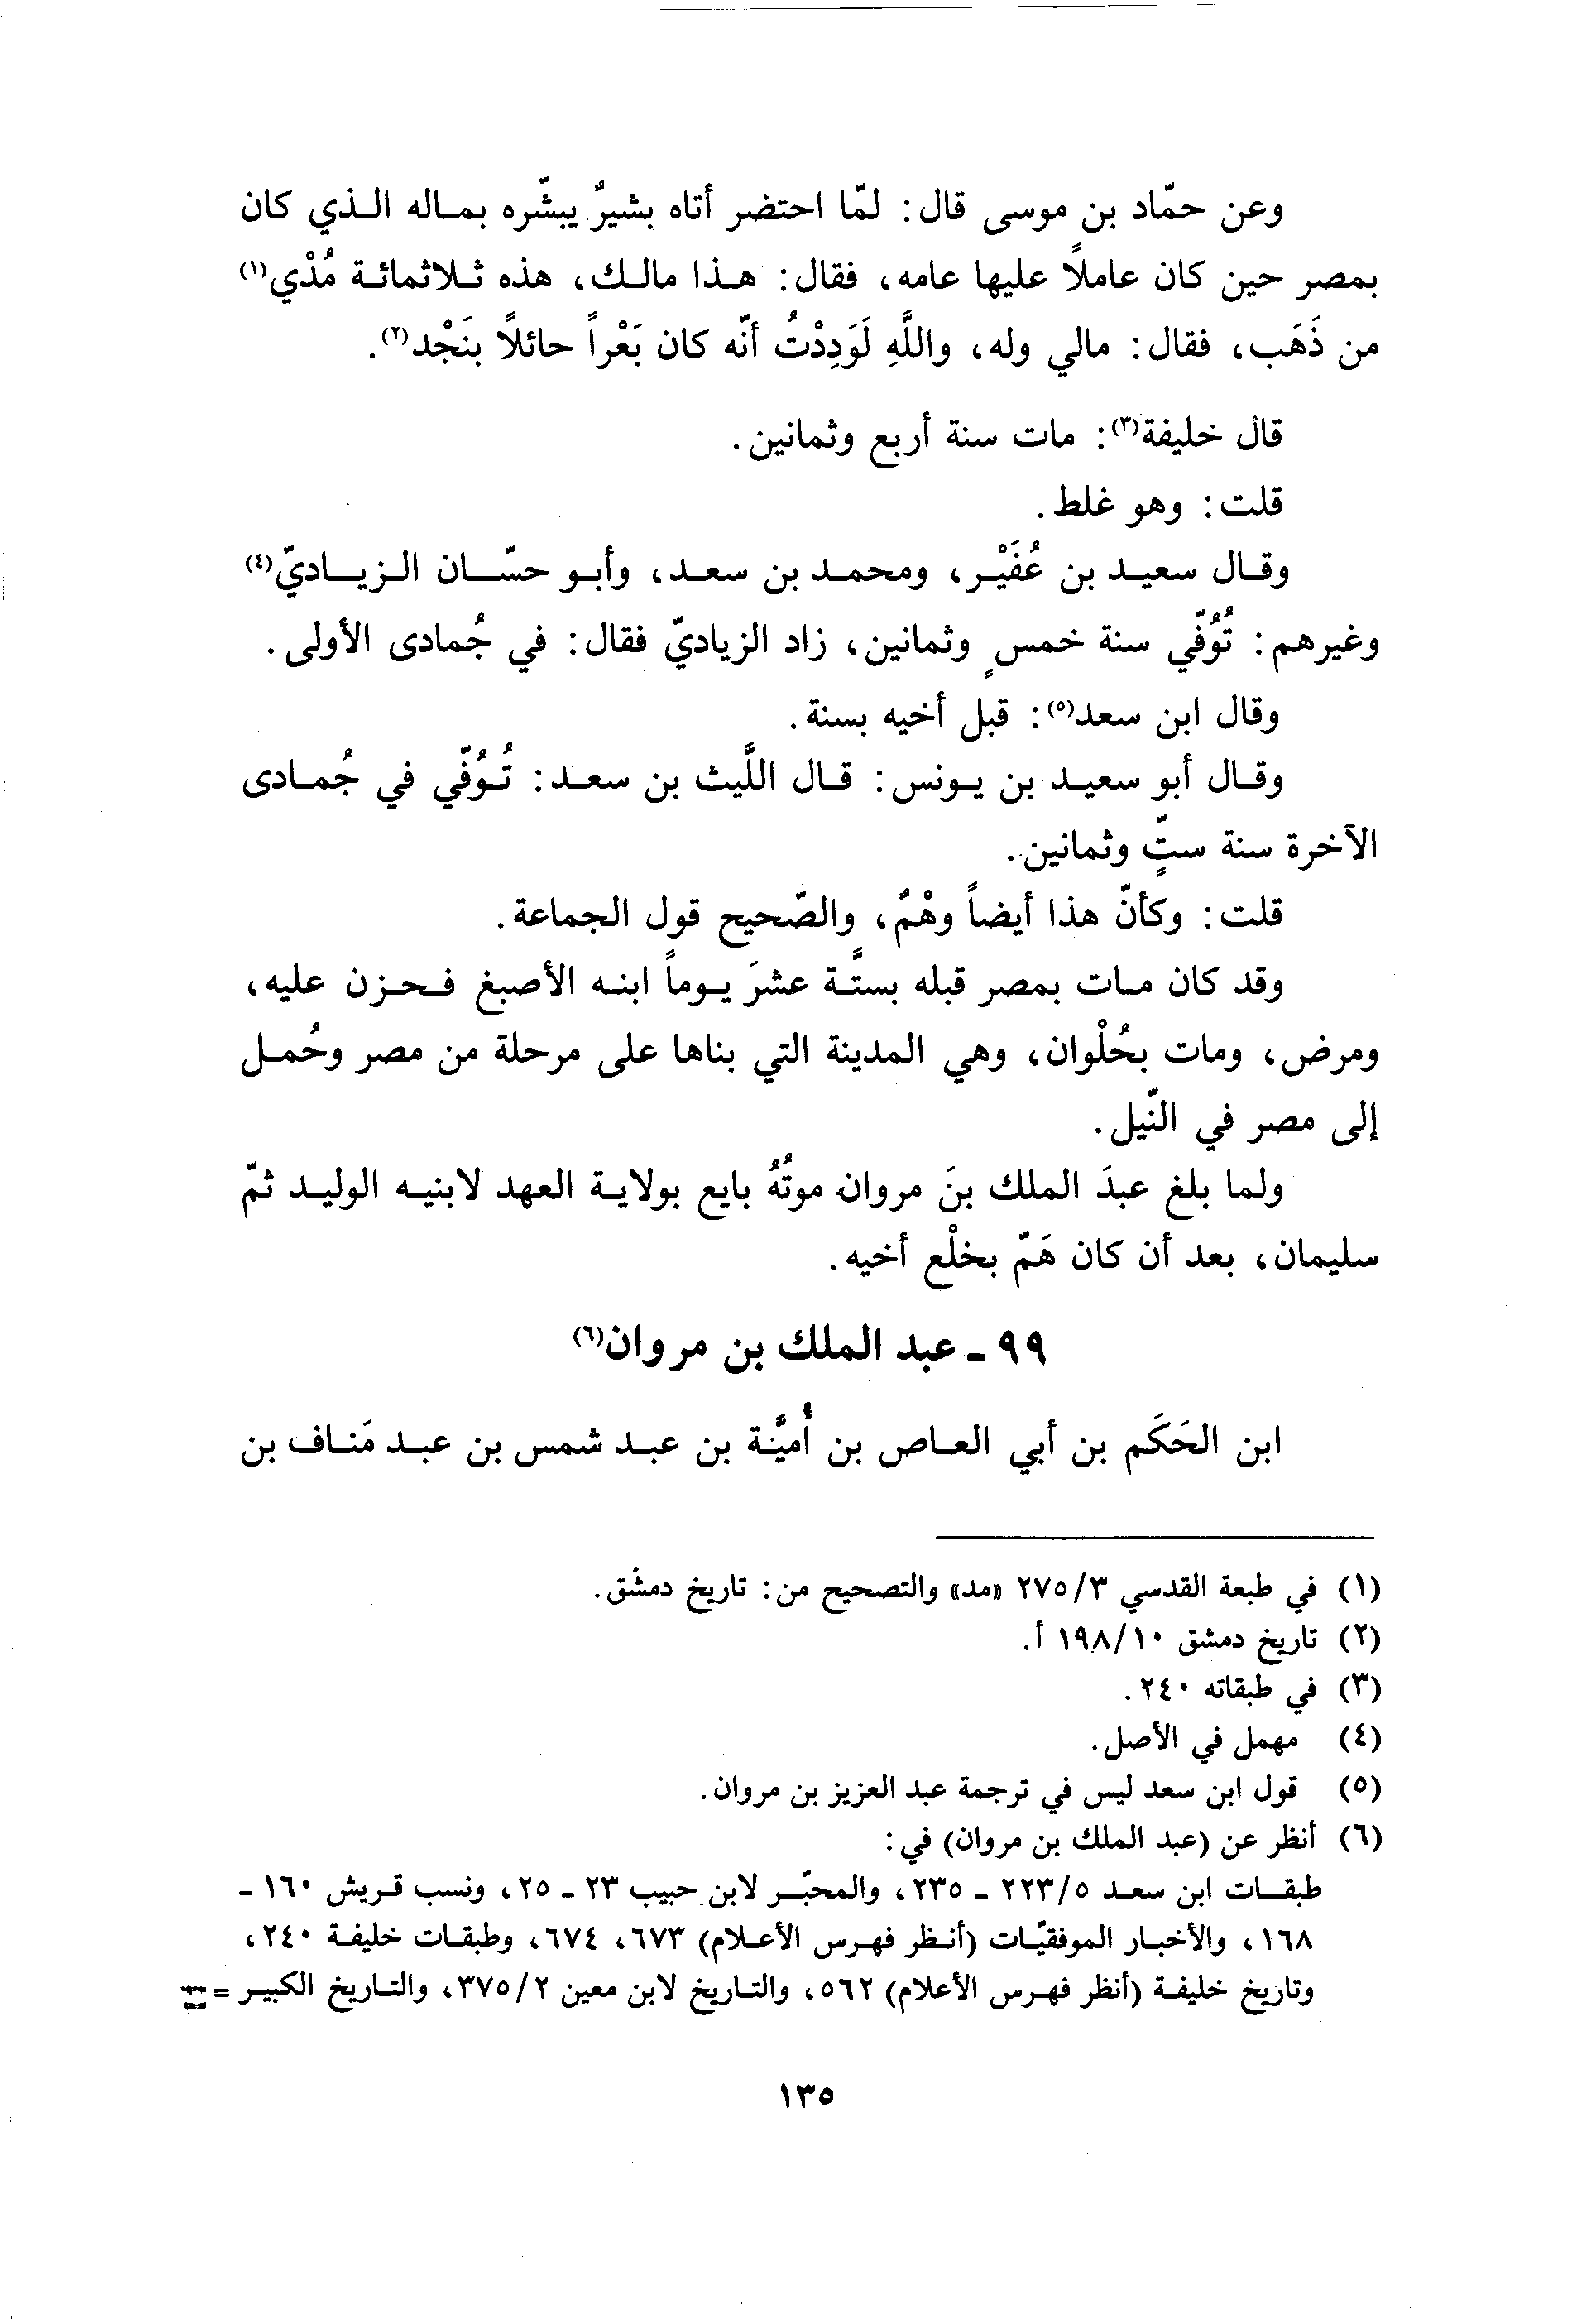 وعن حمّاد بن موسى قال: لمّا احتضر أتاه بشيرٌ يبشّره بماله الذي كان
بمصر حين كان عاملاً عليها عامه، فقال: هذا مالك، هذه ثلاثمائة مُدْي(١)
من ذَهَب، فقال: مالي وله، واللَّهِ لَوَدِدْتُ أنّه كان بَعْراً حائلاً بنَجْد(٢).
قال خليفة(٣): مات سنة أربع وثمانين.
قلت: وهو غلط.
وقال سعيد بن عُفَيْر، ومحمد بن سعد، وأبو حسّان الزياديّ(٤)
وغيرهم: تُوُفّي سنة خمسٍ وثمانين، زاد الزياديّ فقال: في جُمادى الأولى.
وقال ابن سعد(٥): قبل أخيه بسنة.
وقال أبو سعيد بن يونس: قال اللَّيث بن سعد: تُوُفّي في جُمادى
الآخرة سنة ستٍّ وثمانين.
قلت: وكأنّ هذا أيضاً وهْمٌ، والصّحيح قول الجماعة.
وقد كان مات بمصر قبله بستَّة عشرَ يوماً ابنه الأصبغ فحزن عليه،
ومرض، ومات بحُلْوان، وهي المدينة التي بناها على مرحلة من مصر وحُمل
إلى مصر في النّيل.
ولما بلغ عبدَ الملك بنَ مروان موتُهُ بايع بولاية العهد لابنيه الوليد ثمّ
سليمان، بعد أن كان هَمّ بخلْع أخيه.
٩٩ - عبد الملك بن مروان(٦)
ابن الحَكَم بن أبي العاص بن أُميَّة بن عبد شمس بن عبد مَناف بن
(١) في طبعة القدسي ٢٧٥/٣ «مد» والتصحيح من: تاريخ دمشق.
(٢) تاريخ دمشق ١٩٨/١٠ أ.
(٣) في طبقاته ٢٤٠.
(٤) مهمل في الأصل.
(٥) قول ابن سعد ليس في ترجمة عبد العزيز بن مروان.
(٦) أنظر عن (عبد الملك بن مروان) في:
طبقات ابن سعد ٢٢٣/٥ - ٢٣٥، والمحبّر لابن حبيب ٢٣ - ٢٥، ونسب قريش ١٦٠ -
١٦٨، والأخبار الموفقيّات (أنظر فهرس الأعلام) ٦٧٣، ٦٧٤، وطبقات خليفة ٢٤٠،
وتاريخ خليفة (أنظر فهرس الأعلام) ٥٦٢، والتاريخ لابن معين ٣٧٥/٢، والتاريخ الكبير =
١٣٥